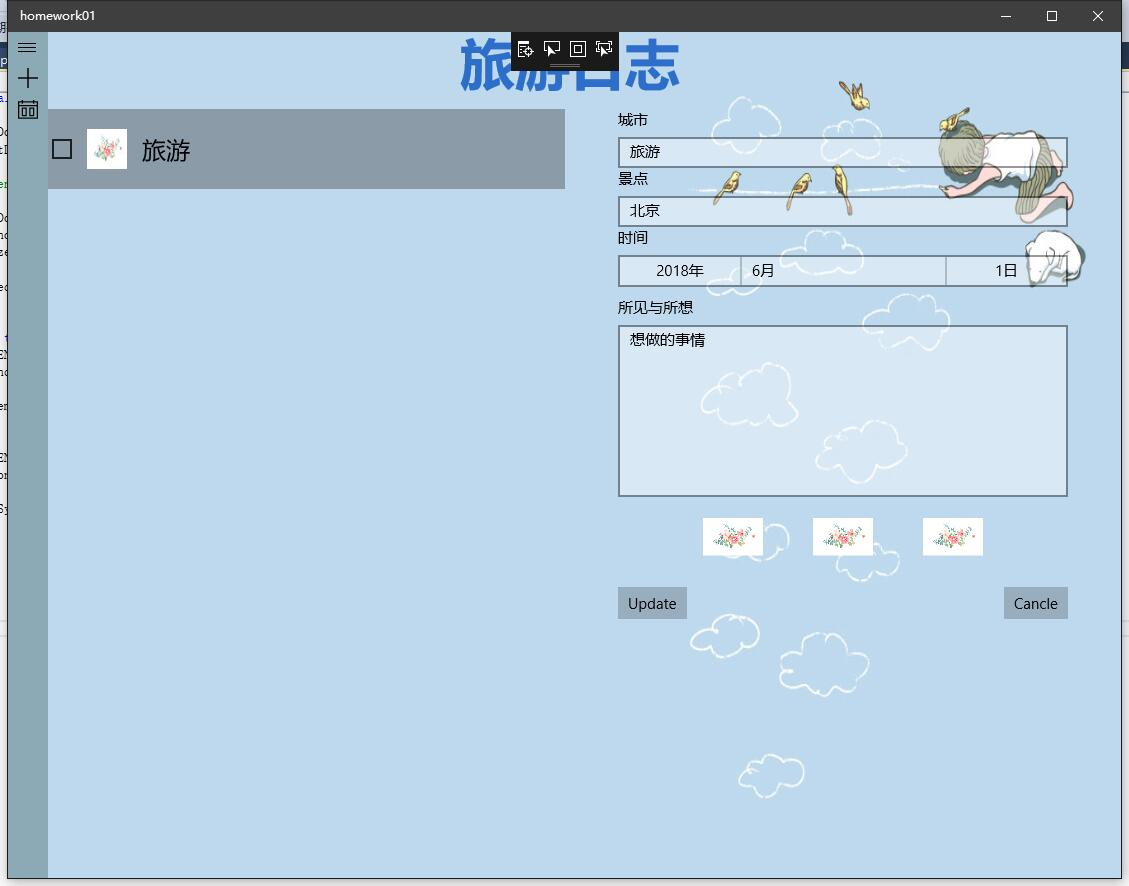 homework01
旅游日志
旅游
城市
旅游
景点
北京
时间
2018年 6月 1日
所见与所想
想做的事情
Update Cancle